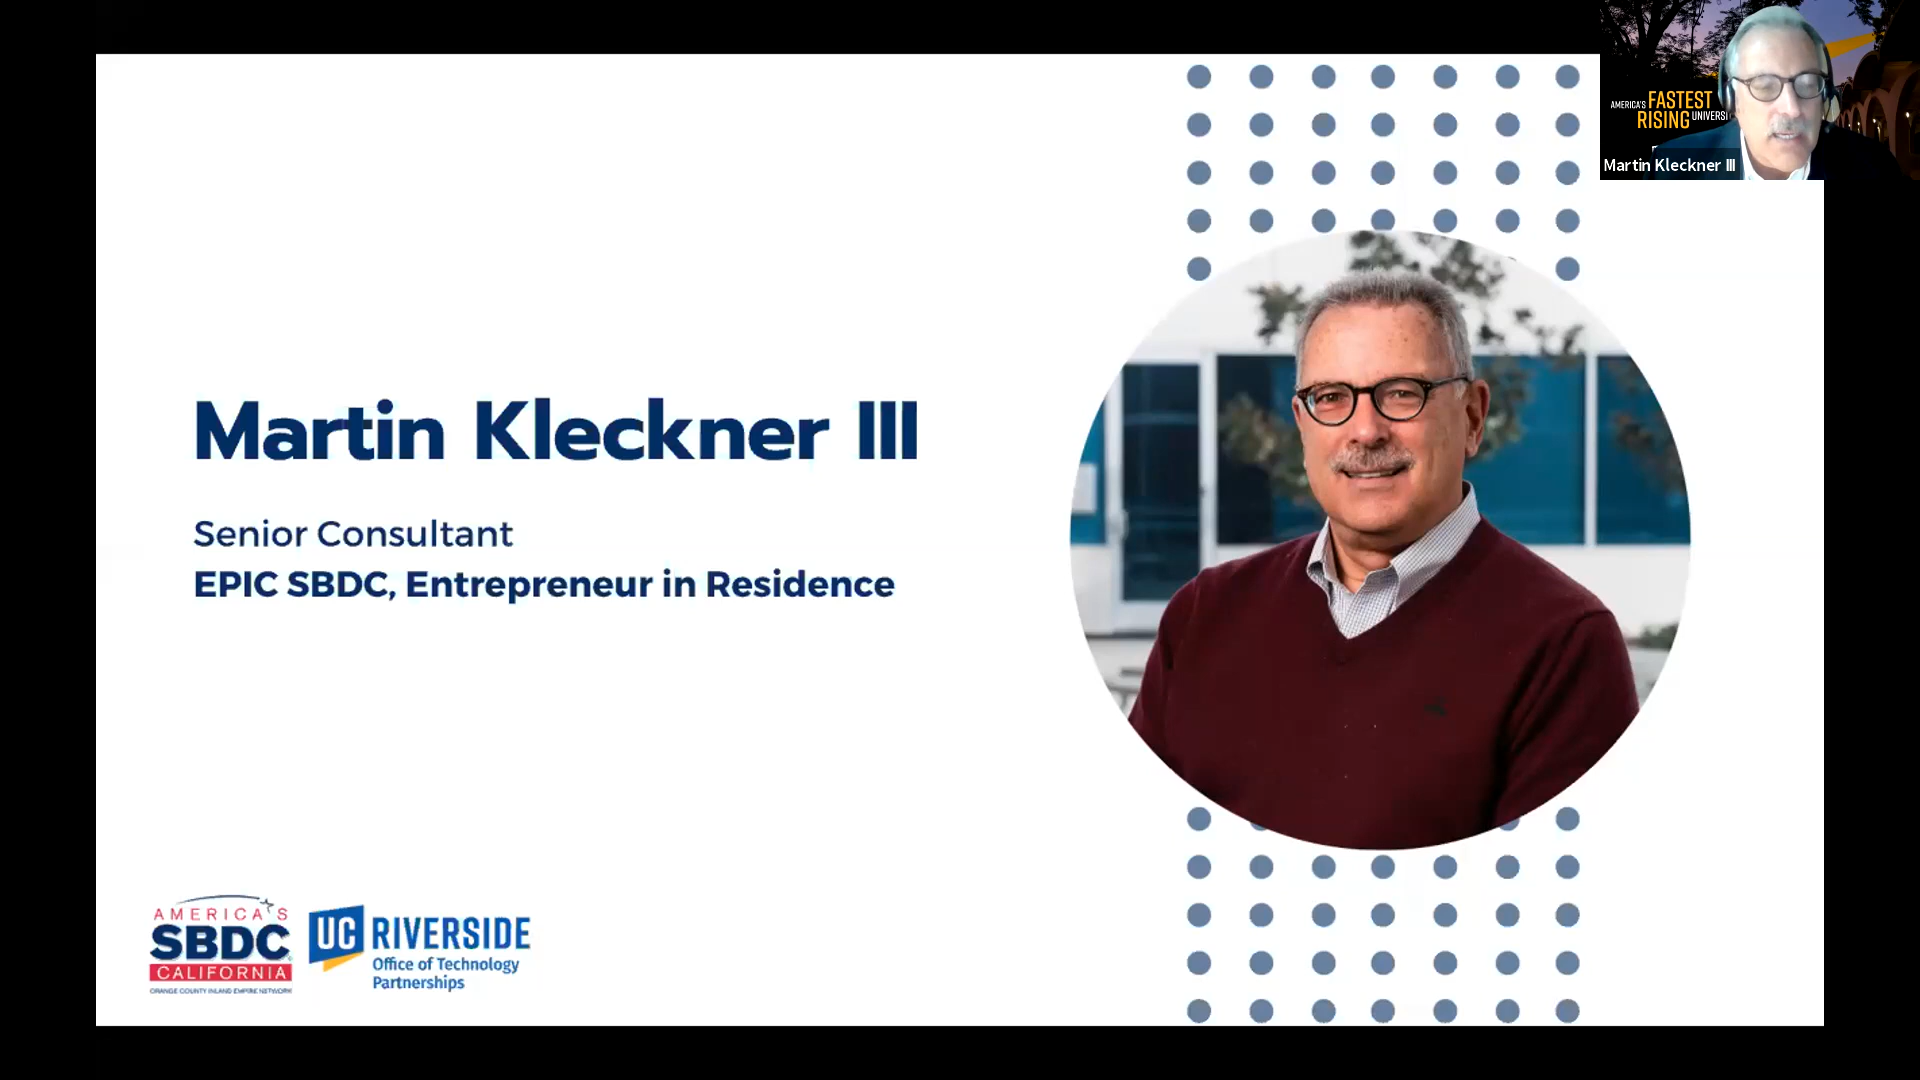 AMERICA'S FASTEST
RISING
Martin Kleckner III
Martin Kleckner III
Senior Consultant
EPIC SBDC, Entrepreneur in Residence
AMERICA'S
SBDC
CALIFORNIA
ORANGE COUNTY INLAND EMPIRE NETWORK
UC RIVERSIDE
Office of Technology
Partnerships